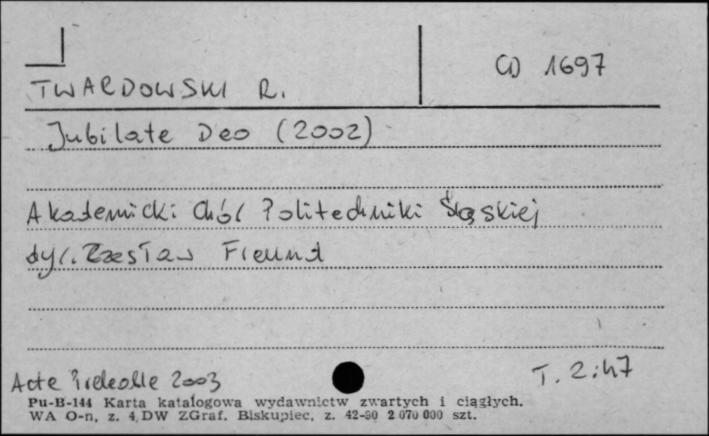 CD 1697
TWARDOWSKI R.
Jubilate Deo (2002)
Akademicki Chór Politechniki Śląskiej
dyr. Czesław Freund
Acte Préalable 2003
T. 2:47
Pu-B-144 Karta katalogowa wydawnictw zwartych i ciągłych.
WA O-n, z. 4, DW ZGraf. Biskupiec, z. 42-90 2 070 000 szt.